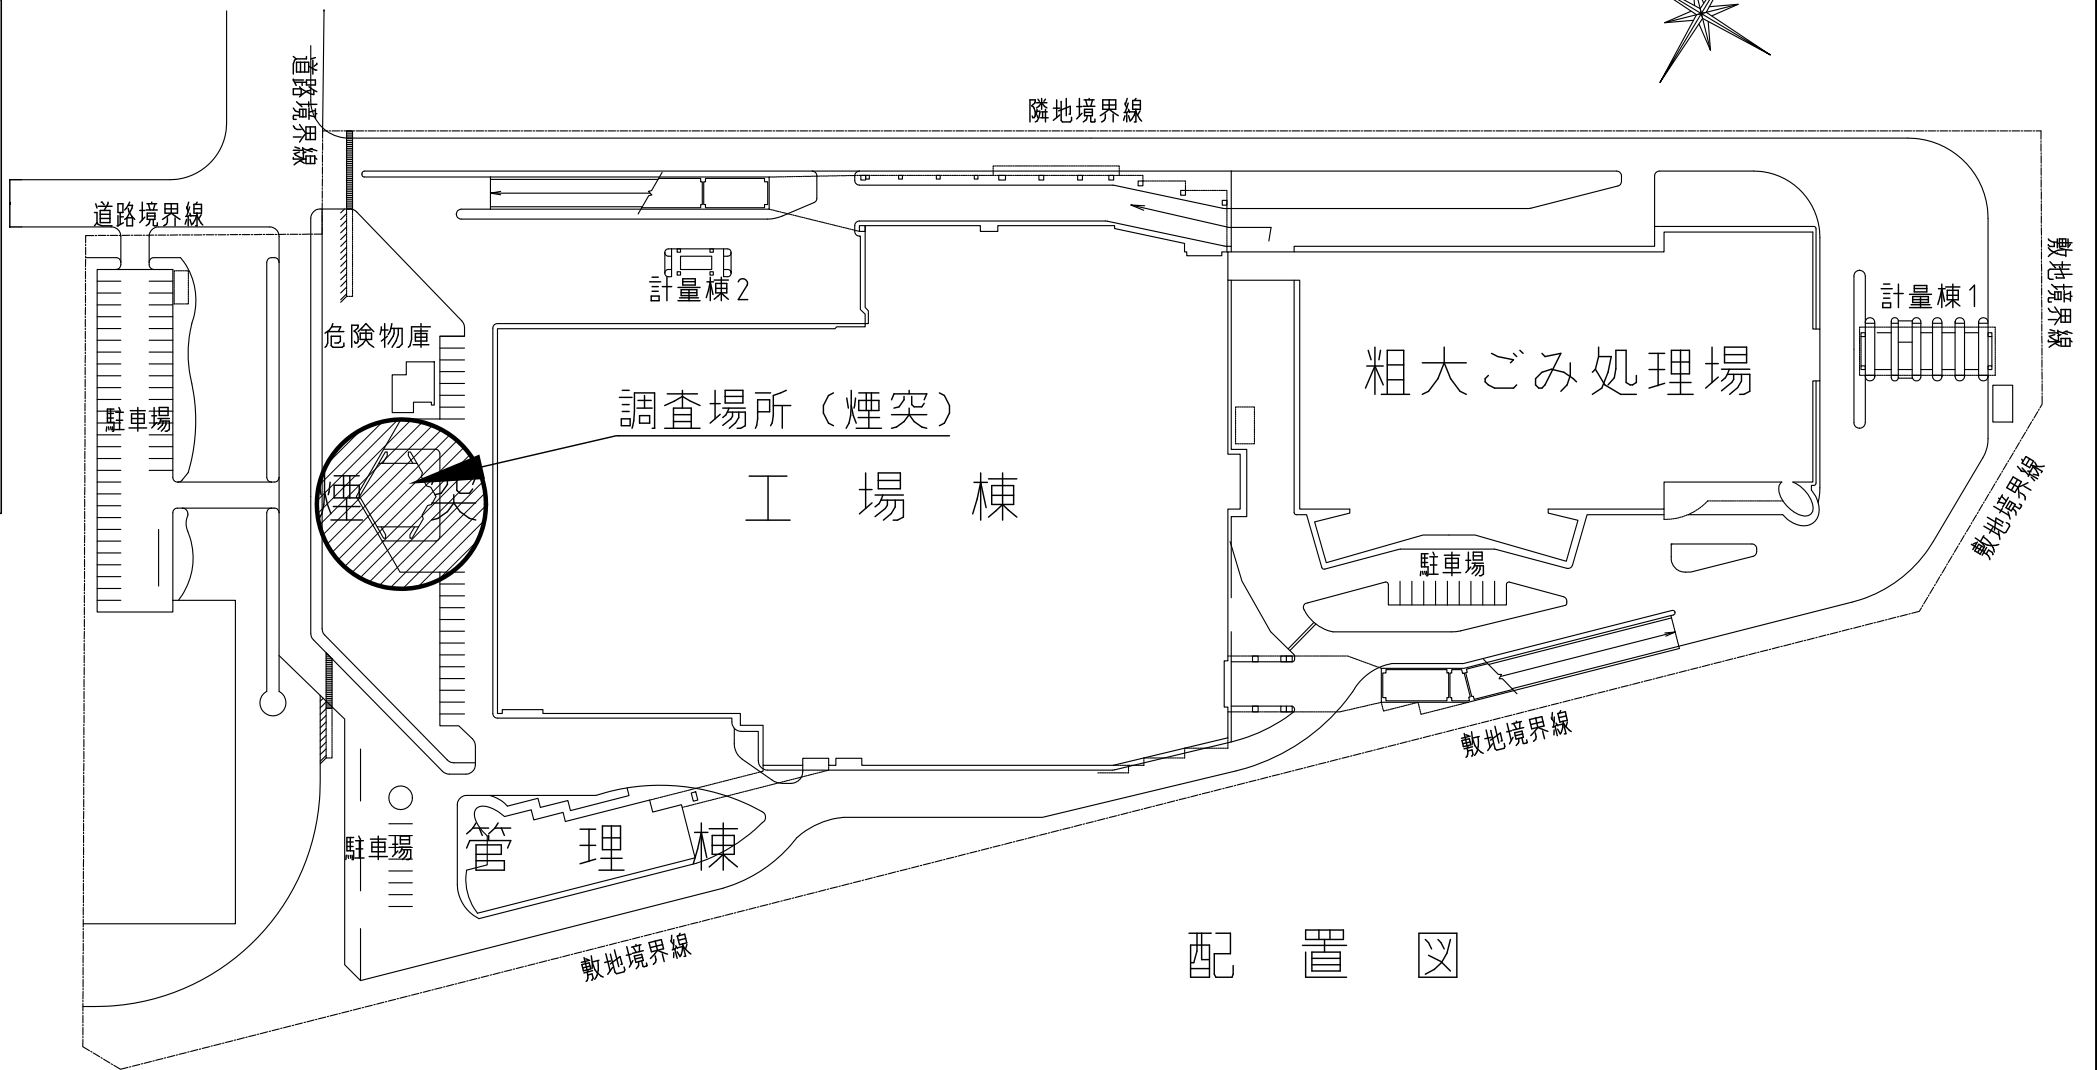 道路境界線
隣地境界線
道路境界線
敷地境界線
計量棟2
計量棟1
危険物庫
粗大ごみ処理場
調査場所（煙突）
駐車場
工場棟
敷地境界線
駐車場
敷地境界線
管理棟
駐車場
敷地境界線
配置図